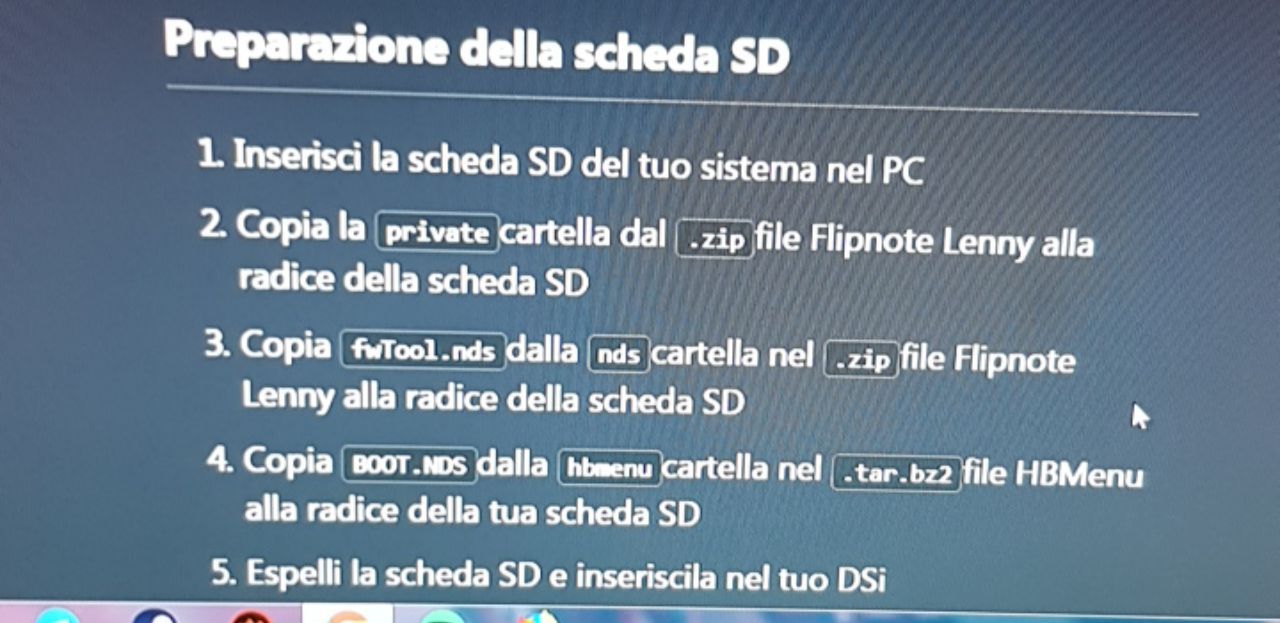 Preparazione della scheda SD
1. Inserisci la scheda SD del tuo sistema nel PC
2. Copia la private cartella dal .zip file Flipnote Lenny alla
radice della scheda SD
3. Copia fwTool.nds dalla nds cartella nel .zip file Flipnote
Lenny alla radice della scheda SD
4. Copia BOOT.NDS dalla hbmenu cartella nel .tar.bz2 file HBMenu
alla radice della tua scheda SD
5. Espelli la scheda SD e inseriscila nel tuo DSi